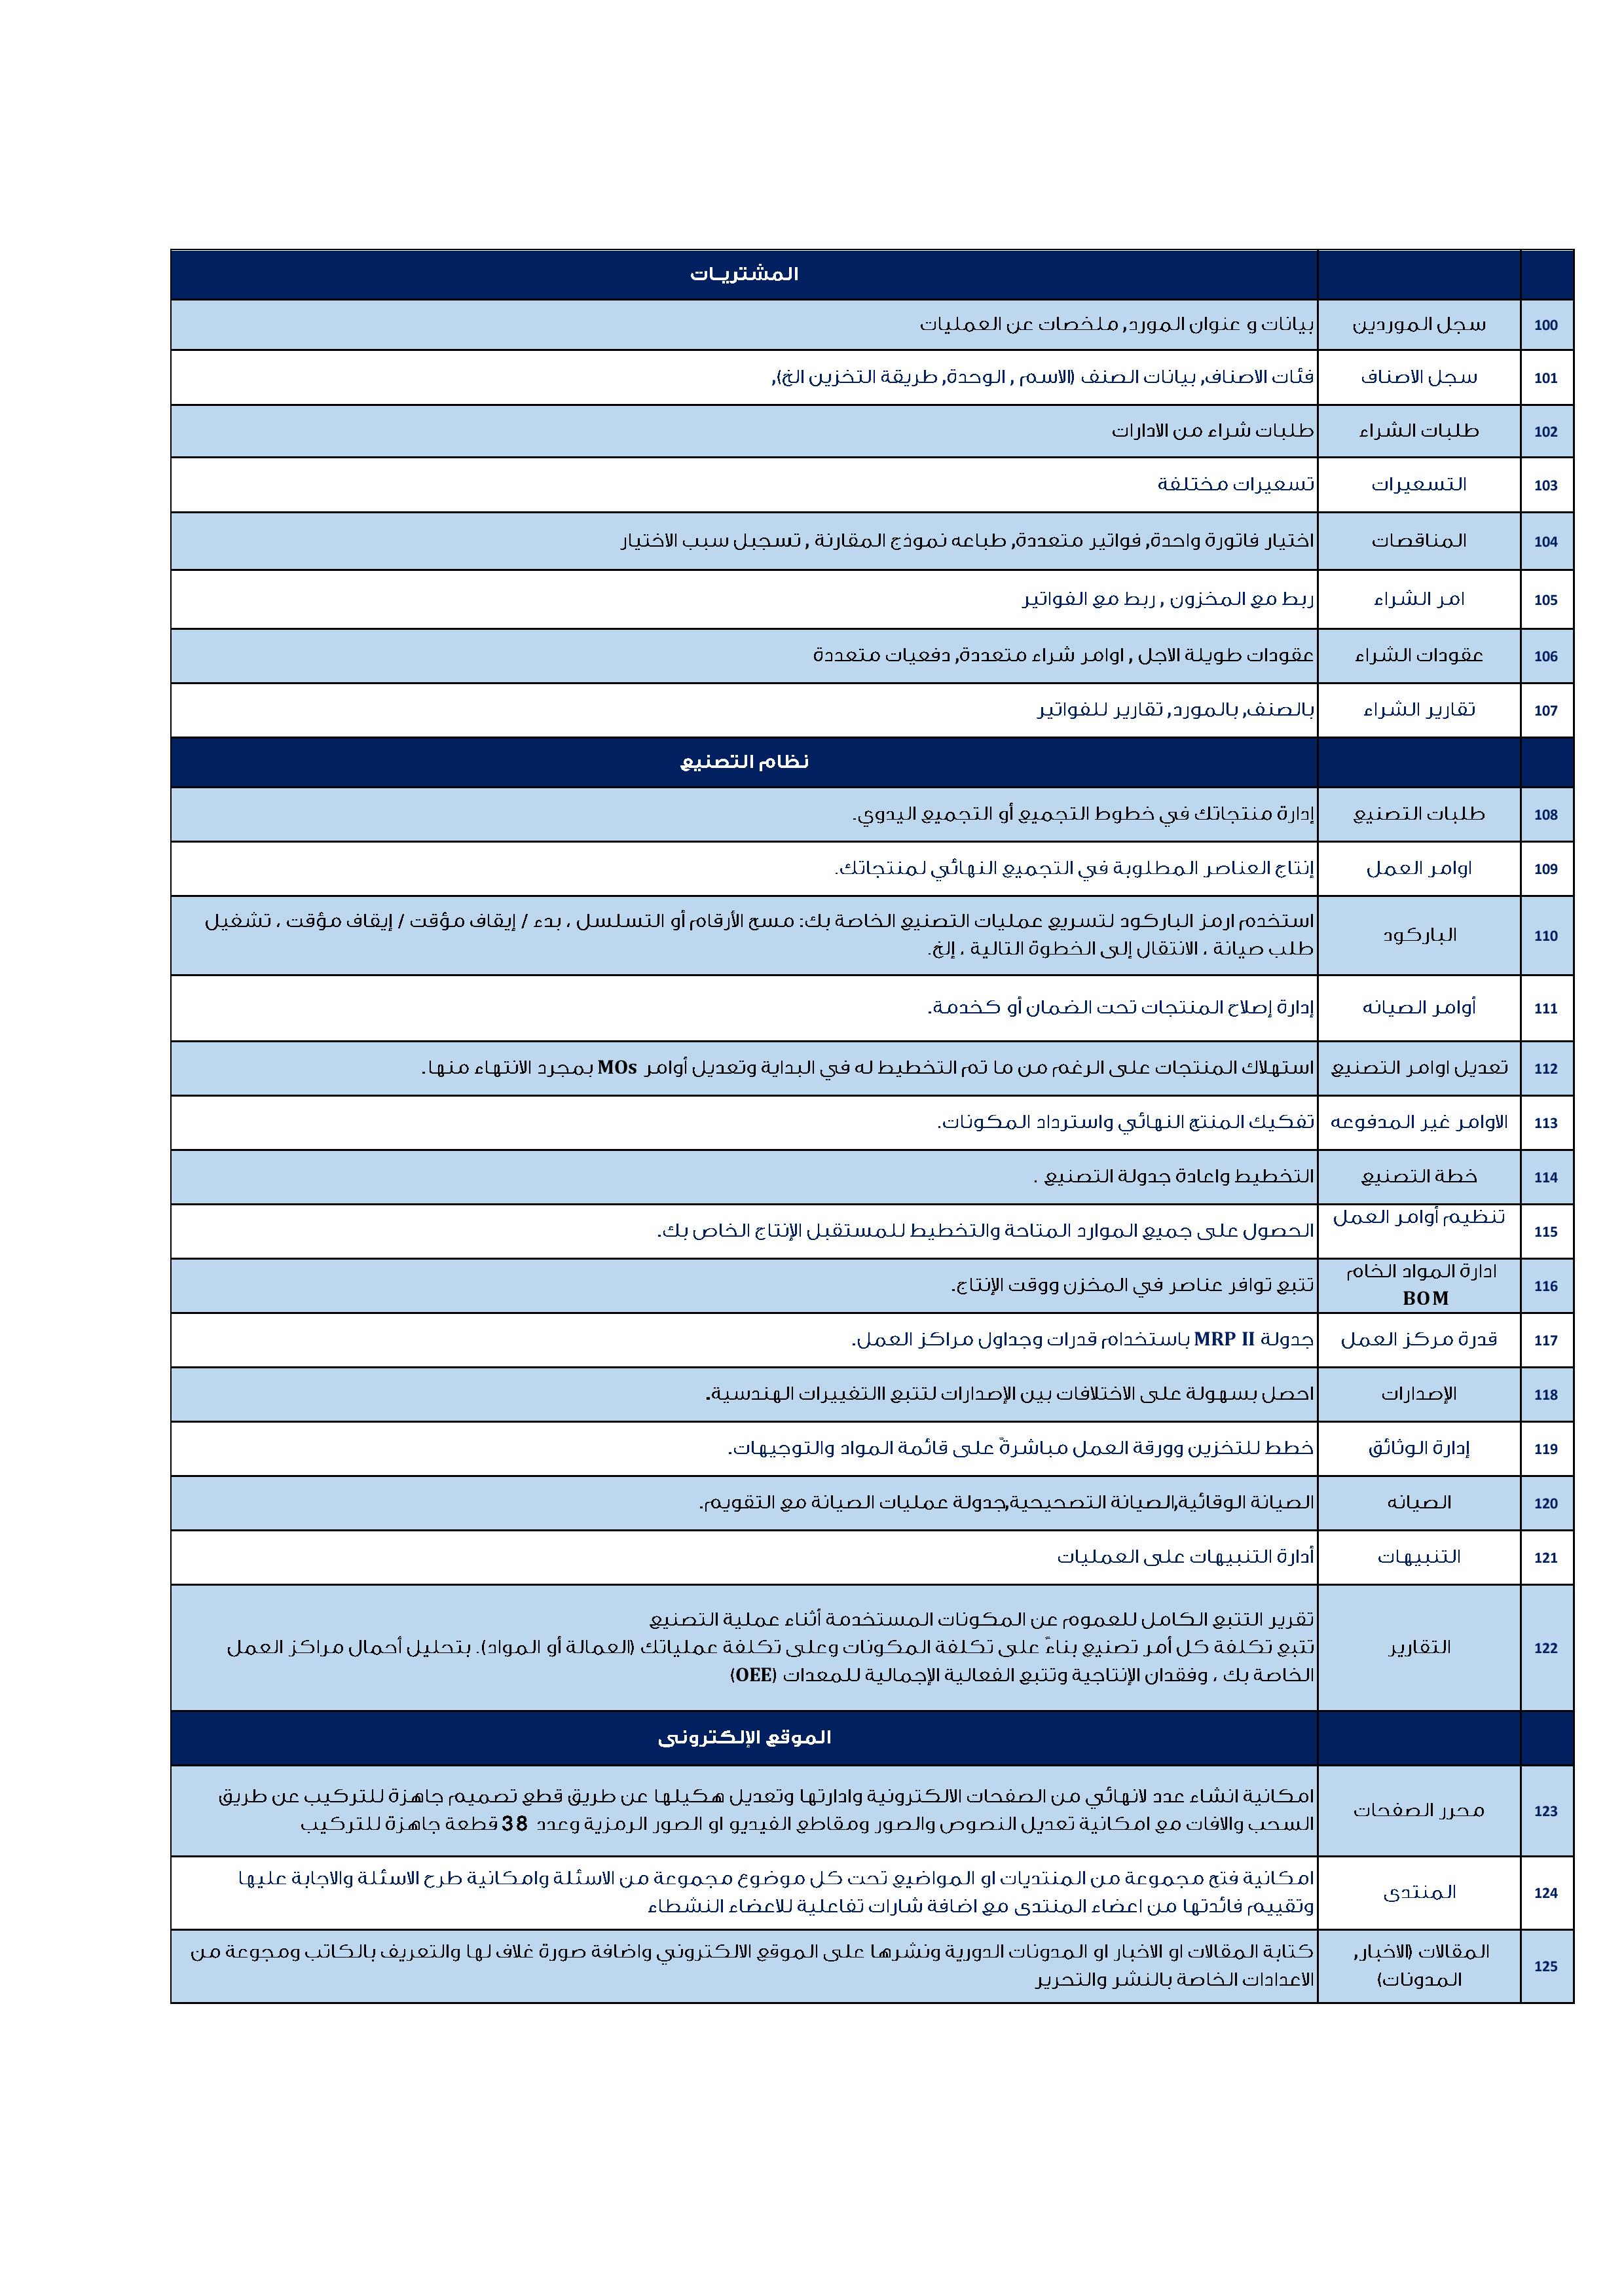 المشتريـات
100 سجل الموردين بيانات و عنوان المورد, ملخصات عن العمليات
101 سجل الاصناف فئات الاصناف, بيانات الصنف (الاسم , الوحدة, طريقة التخزين الخ),
102 طلبات الشراء طلبات شراء من الادارات
103 التسعيرات تسعيرات مختلفة
104 المناقصات اختيار فاتورة واحدة, فواتير متعددة, طباعه نموذج المقارنة , تسجبل سبب الاختيار
105 امر الشراء ربط مع المخزون , ربط مع الفواتير
106 عقودات الشراء عقودات طويلة الاجل , اوامر شراء متعددة, دفعيات متعددة
107 تقارير الشراء بالصنف, بالمورد, تقارير للفواتير
نظام التصنيع
108 طلبات التصنيع إدارة منتجاتك في خطوط التجميع أو التجميع اليدوي.
109 اوامر العمل إنتاج العناصر المطلوبة في التجميع النهائي لمنتجاتك.
110 الباركود استخدم ارمز الباركود لتسريع عمليات التصنيع الخاصة بك: مسح الأرقام أو التسلسل ، بدء / إيقاف مؤقت / إيقاف مؤقت ، تشغيل
طلب صيانة ، الانتقال إلى الخطوة التالية ، إلخ.
111 أوامر الصيانه إدارة إصلاح المنتجات تحت الضمان أو كخدمة.
112 تعديل اوامر التصنيع استهلاك المنتجات على الرغم من ما تم التخطيط له في البداية وتعديل أوامر MOs بمجرد الانتهاء منها.
113 الاوامر غير المدفوعه تفكيك المنتج النهائي واسترداد المكونات.
114 خطة التصنيع التخطيط واعادة جدولة التصنيع .
115 تنظيم أوامر العمل الحصول على جميع الموارد المتاحة والتخطيط للمستقبل الإنتاج الخاص بك.
116 ادارة المواد الخام
BOM تتبع توافر عناصر في المخزن ووقت الإنتاج.
117 قدرة مركز العمل جدولة MRP II باستخدام قدرات وجداول مراكز العمل.
118 الإصدارات احصل بسهولة على الاختلافات بين الإصدارات لتتبع االتغييرات الهندسية.
119 إدارة الوثائق خطط للتخزين وورقة العمل مباشرةً على قائمة المواد والتوجيهات.
120 الصيانه الصيانة الوقائية,الصيانة التصحيحية,جدولة عمليات الصيانة مع التقويم.
121 التنبيهات أدارة التنبيهات على العمليات
122 التقارير تقرير التتبع الكامل للعموم عن المكونات المستخدمة أثناء عملية التصنيع
تتبع تكلفة كل أمر تصنيع بناءً على تكلفة المكونات وعلى تكلفة عملياتك (العمالة أو المواد). بتحليل أحمال مراكز العمل
الخاصة بك ، وفقدان الإنتاجية وتتبع الفعالية الإجمالية للمعدات (OEE)
الموقع الإلكترونى
123 محرر الصفحات امكانية انشاء عدد لانهائي من الصفحات الالكترونية وادارتها وتعديل هكيلها عن طريق قطع تصميم جاهزة للتركيب عن طريق
السحب والافات مع امكانية تعديل النصوص والصور ومقاطع الفيديو او الصور الرمزية وعدد 38 قطعة جاهزة للتركيب
124 المنتدى امكانية فتح مجموعة من المنتديات او المواضيع تحت كل موضوع مجموعة من الاسئلة وامكانية طرح الاسئلة والاجابة عليها
وتقييم فائدتها من اعضاء المنتدى مع اضافة شارات تفاعلية للاعضاء النشطاء
125 المقالات (الاخبار,
المدونات) كتابة المقالات او الاخبار او المدونات الدورية ونشرها على الموقع الالكتروني واضافة صورة غلاف لها والتعريف بالكاتب ومجوعة من
الاعدادات الخاصة بالنشر والتحرير